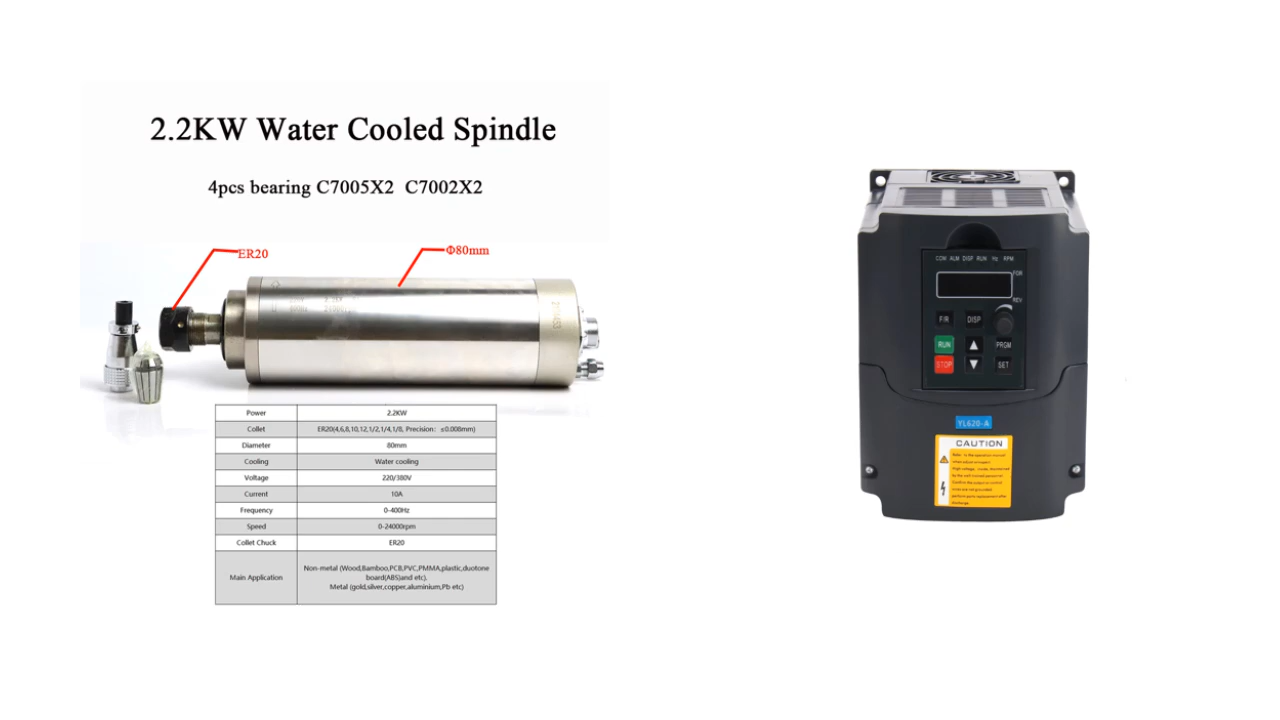 2.2KW Water Cooled Spindle
4pcs bearing C7005X2 C7002X2
ER20
Φ80mm
Power 2.2KW
Collet ER20(4,6,8,10,12,1/2,1/4,1/8, Precision: ≤0.008mm)
Diameter 80mm
Cooling Water cooling
Voltage 220/380V
Current 10A
Frequency 0-400Hz
Speed 0-24000rpm
Collet Chuck ER20
Main Application Non-metal (Wood,Bamboo,PCB,PVC,PMMA,plastic,duotone
board(ABS)and etc).
Metal (gold,silver,copper,aluminium,Pb etc)
COM ALM DISP RUN Hz RPM
FOR
REV
F/R DISP
RUN PRGM
STOP SET
YL620-A
CAUTION